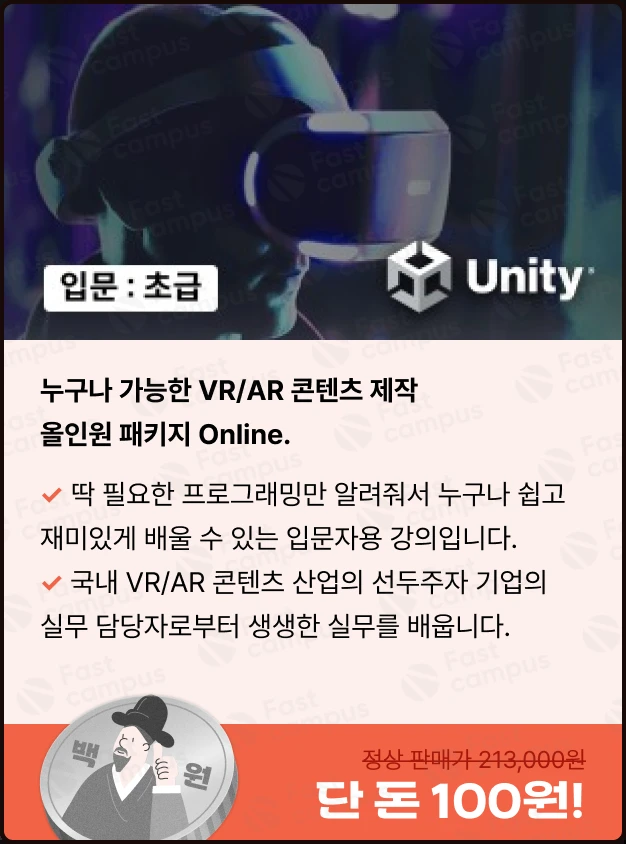 입문 : 초급
Unity
누구나 가능한 VR/AR 콘텐츠 제작
올인원 패키지 Online.
✓ 딱 필요한 프로그래밍만 알려줘서 누구나 쉽고
재미있게 배울 수 있는 입문자용 강의입니다.
✓ 국내 VR/AR 콘텐츠 산업의 선두주자 기업의
실무 담당자로부터 생생한 실무를 배웁니다.
백 원
정상 판매가 213,000원
단 돈 100원!
Fast campus